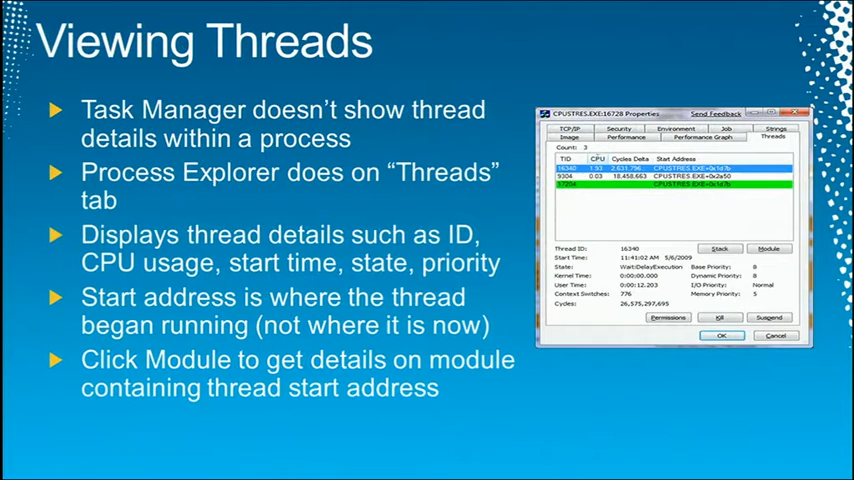 Viewing Threads
Task Manager doesn't show thread
details within a process
Process Explorer does on “Threads”
tab
Displays thread details such as ID,
CPU usage, start time, state, priority
Start address is where the thread
began running (not where it is now)
Click Module to get details on module
containing thread start address
CPUSTRES.EXE:16728 Properties Send Feedback
TCP/IP Security Environment Job Strings
Image Performance Performance Graph Threads
Count: 3
TID CPU Cycles Delta Start Address
16340 1.93 2,631,796 CPUSTRES.EXE+0x1d7b
9304 0.03 18,458,663 CPUSTRES.EXE+0x2a50
17204 CPUSTRES.EXE+0x1d7b
Thread ID: 16340 Stack Module
Start Time: 11:41:02 AM 5/6/2009
State: Wait:DelayExecution Base Priority: 8
Kernel Time: 0:00:00.000 Dynamic Priority: 8
User Time: 0:00:12.203 I/O Priority: Normal
Context Switches: 776 Memory Priority: 5
Cycles: 26,575,297,695
Permissions Kill Suspend
OK Cancel